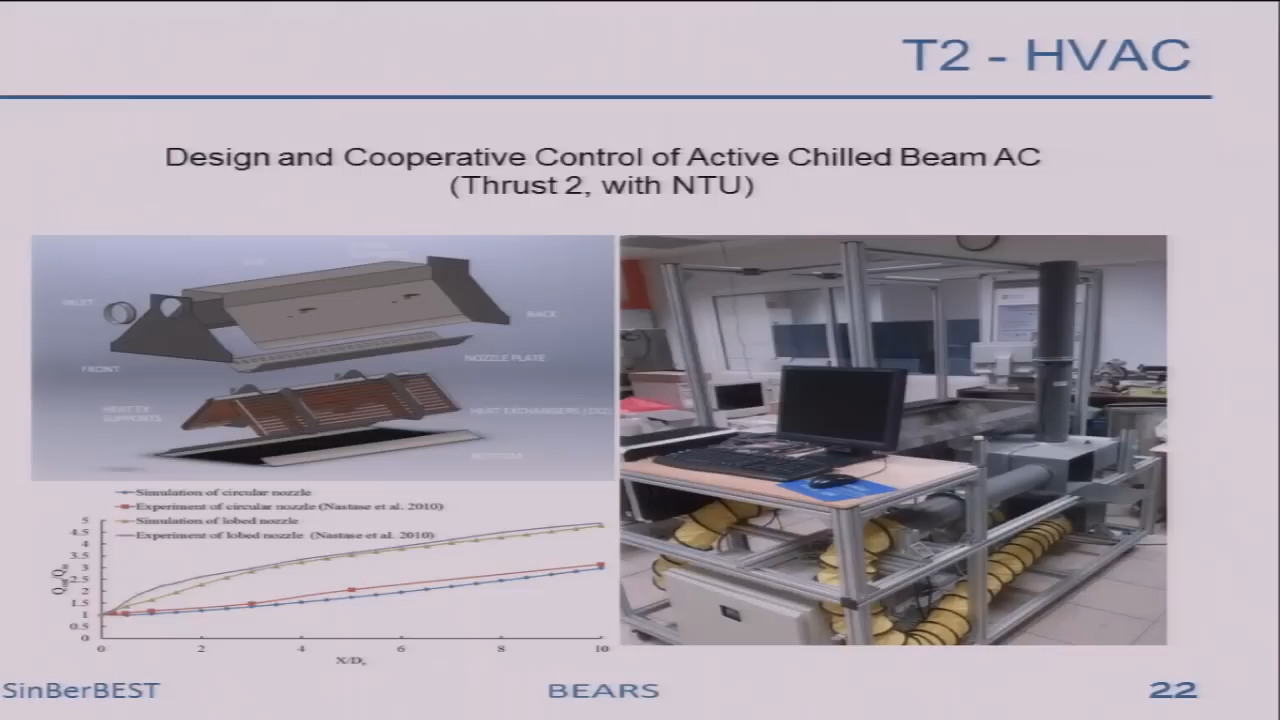 T2 - HVAC
Design and Cooperative Control of Active Chilled Beam AC
(Thrust 2, with NTU)
INLET
BACK
FRONT
NOZZLE PLATE
HEAT EX
SUPPORTS
HEAT EXCHANGERS (1X2)
BOTTOM
Simulation of circular nozzle
Experiment of circular nozzle (Nastase et al. 2010)
Simulation of lobed nozzle
Experiment of lobed nozzle (Nastase et al. 2010)
5
4.5
4
3.5
3
2.5
2
1.5
1
0.5
0
0 2 4 6 8 10
SinBerBEST BEARS 22